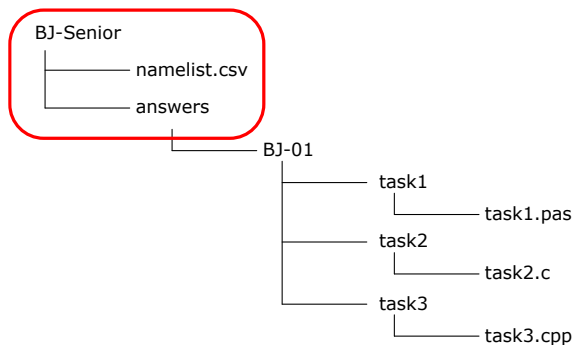 BJ-Senior
namelist.csv
answers
BJ-01
task1
task1.pas
task2
task2.c
task3
task3.cpp